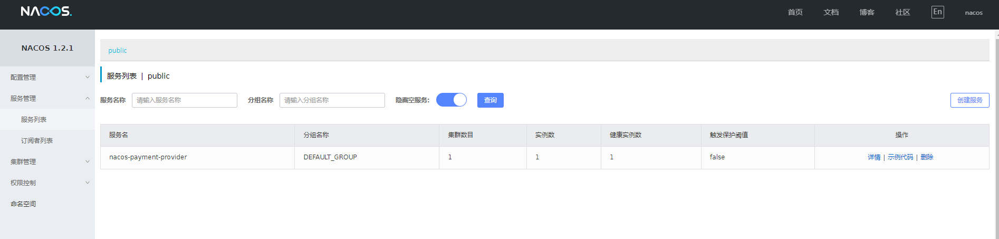 NACOS.
首页 文档 博客 社区 En nacos
NACOS 1.2.1
配置管理
服务管理
服务列表
订阅者列表
集群管理
权限控制
命名空间
public
服务列表 | public
服务名称 请输入服务名称 分组名称 请输入分组名称 隐藏空服务: 查询 创建服务
服务名 分组名称 集群数目 实例数 健康实例数 触发保护阈值 操作
nacos-payment-provider DEFAULT_GROUP 1 1 1 false 详情 | 示例代码 | 删除